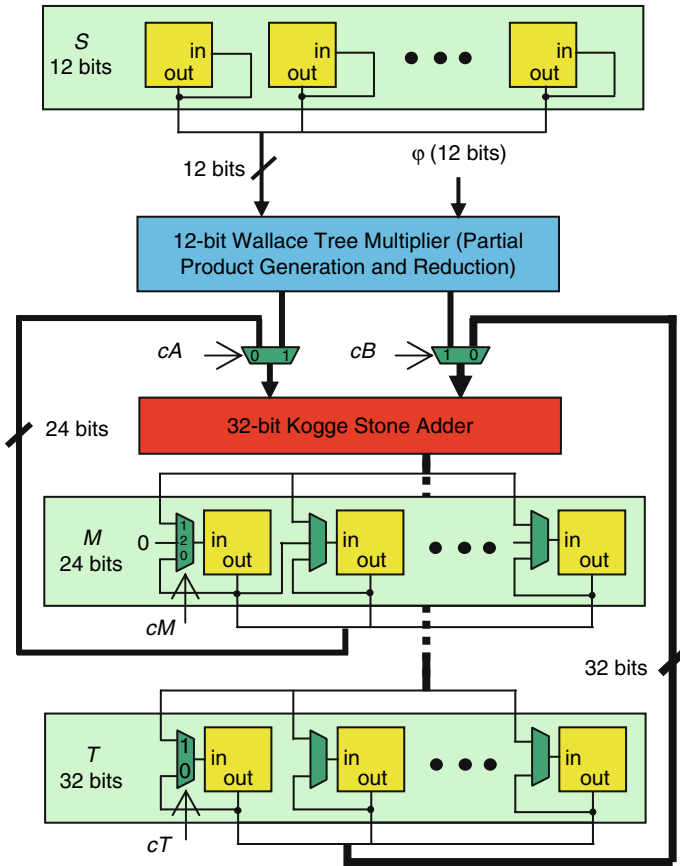 S
12 bits
in
out
in
out
in
out
12 bits
φ (12 bits)
12-bit Wallace Tree Multiplier (Partial
Product Generation and Reduction)
cA
0 1
cB
1 0
32-bit Kogge Stone Adder
24 bits
M
24 bits
0
1
2
0
in
out
in
out
in
out
cM
32 bits
T
32 bits
1
0
in
out
in
out
in
out
cT